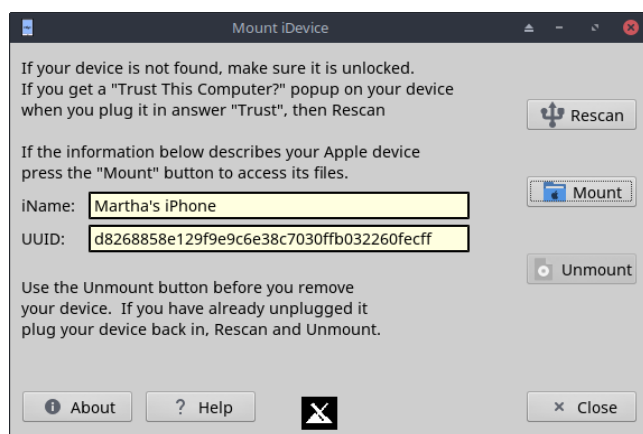 Mount iDevice
If your device is not found, make sure it is unlocked.
If you get a "Trust This Computer?" popup on your device
when you plug it in answer "Trust", then Rescan
Rescan
If the information below describes your Apple device
press the "Mount" button to access its files.
Mount
iName: Martha's iPhone
UUID: d8268858e129f9e9c6e38c7030ffb032260fecff
Unmount
Use the Unmount button before you remove
your device. If you have already unplugged it
plug your device back in, Rescan and Unmount.
About
? Help
Close